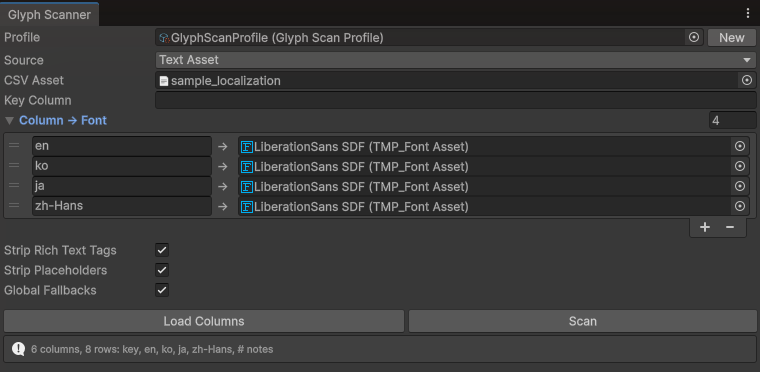 Glyph Scanner
Profile GlyphScanProfile (Glyph Scan Profile) New
Source Text Asset
CSV Asset sample_localization
Key Column
Column → Font 4
en → LiberationSans SDF (TMP_Font Asset)
ko → LiberationSans SDF (TMP_Font Asset)
ja → LiberationSans SDF (TMP_Font Asset)
zh-Hans → LiberationSans SDF (TMP_Font Asset)
Strip Rich Text Tags
Strip Placeholders
Global Fallbacks
Load Columns Scan
6 columns, 8 rows: key, en, ko, ja, zh-Hans, # notes